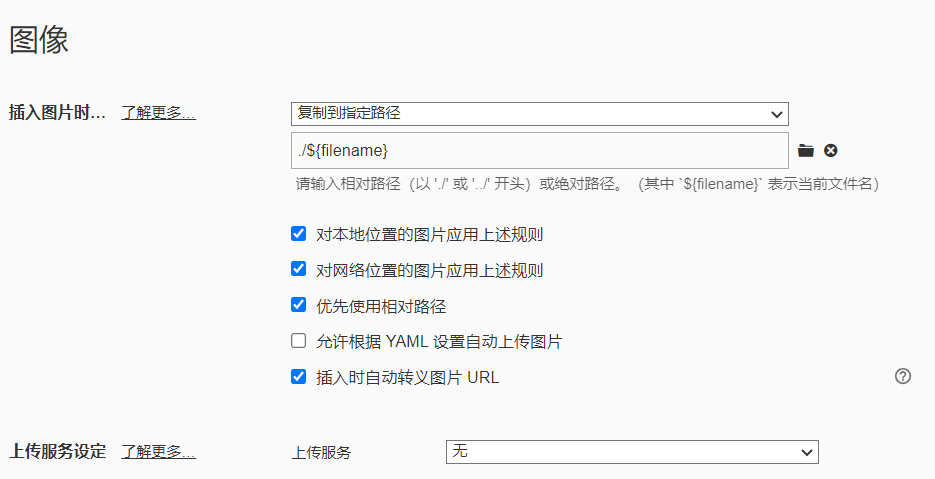 图像
插入图片时... 了解更多...
复制到指定路径
./${filename}
请输入相对路径（以 './' 或 '../' 开头）或绝对路径。（其中 `${filename}` 表示当前文件名）
对本地位置的图片应用上述规则
对网络位置的图片应用上述规则
优先使用相对路径
允许根据 YAML 设置自动上传图片
插入时自动转义图片 URL
上传服务设定 了解更多... 上传服务 无